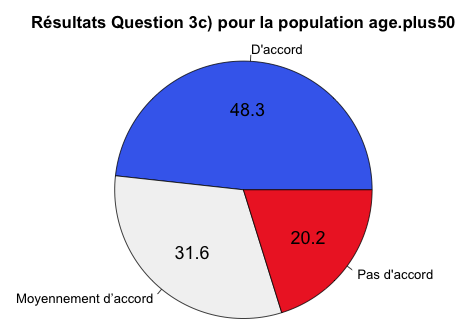 Résultats Question 3c) pour la population age.plus50
D'accord
48.3
31.6
20.2
Pas d'accord
Moyennement d’accord